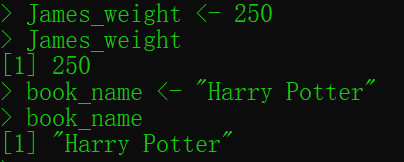 > James_weight <- 250
> James_weight
[1] 250
> book_name <- "Harry Potter"
> book_name
[1] "Harry Potter"